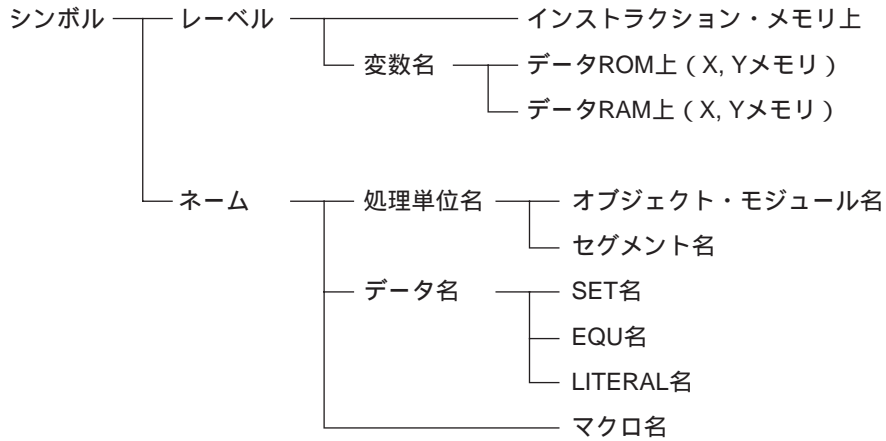 シンボル レーベル インストラクション・メモリ上
変数名 データROM上（X, Yメモリ）
データRAM上（X, Yメモリ）
ネーム 処理単位名 オブジェクト・モジュール名
セグメント名
データ名 SET名
EQU名
LITERAL名
マクロ名